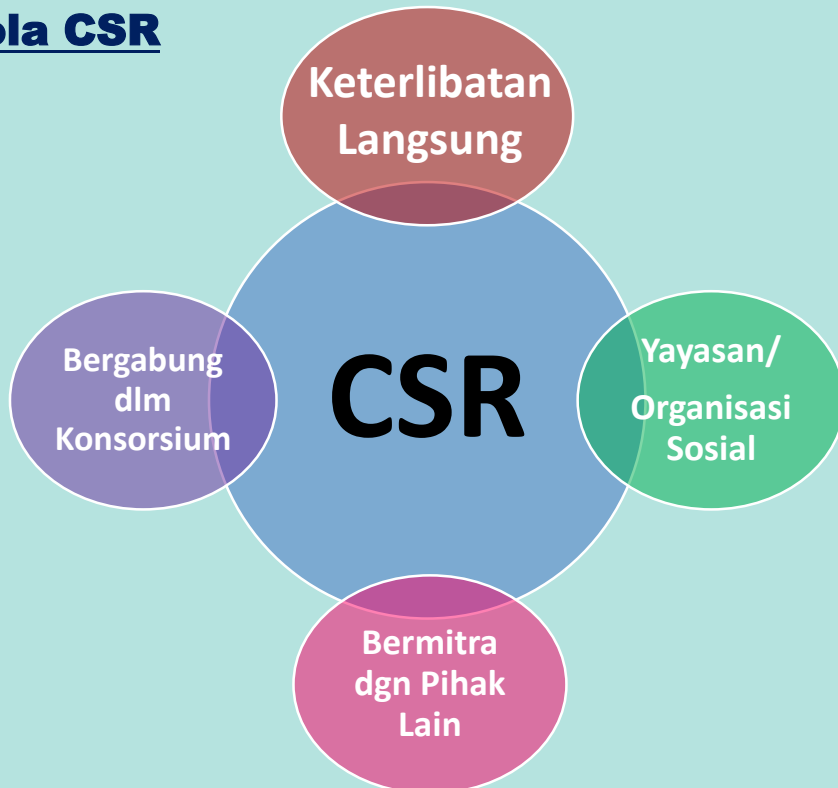 ola CSR
Keterlibatan
Langsung
Bergabung
dlm
Konsorsium
CSR
Yayasan/
Organisasi
Sosial
Bermitra
dgn Pihak
Lain